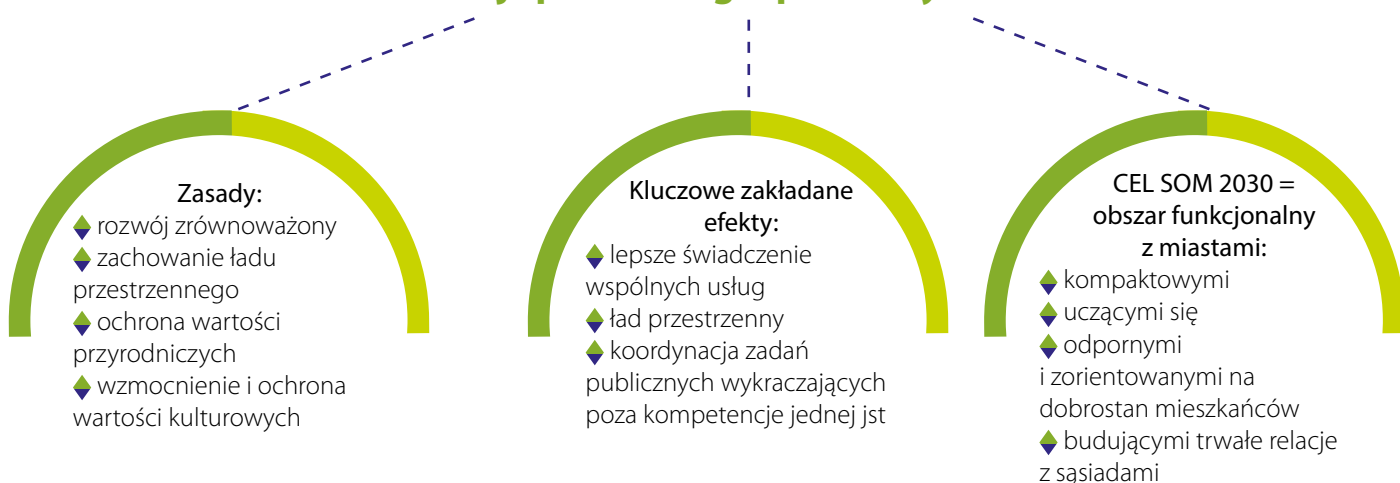 Zasady:
rozwój zrównoważony
zachowanie ładu
przestrzennego
ochrona wartości
przyrodniczych
wzmocnienie i ochrona
wartości kulturowych
Kluczowe zakładane
efekty:
lepsze świadczenie
wspólnych usług
ład przestrzenny
koordynacja zadań
publicznych wykraczających
poza kompetencje jednej jst
CEL SOM 2030 =
obszar funkcjonalny
z miastami:
kompaktowymi
uczącymi się
odpornymi
i zorientowanymi na
dobrostan mieszkańców
budującymi trwałe relacje
z sąsiadami